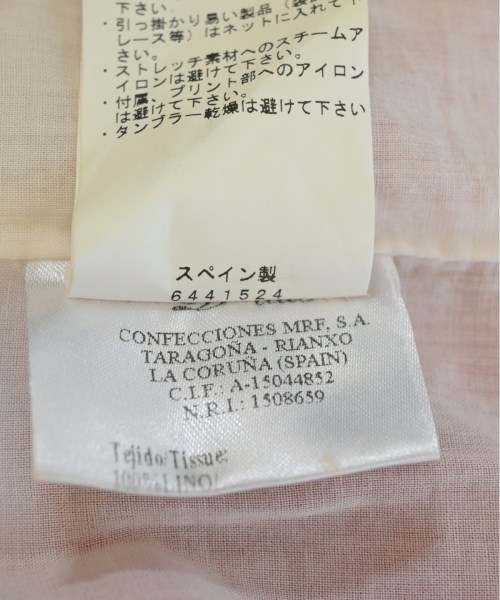 下さい
・引っ掛かり易い製品（装
レース等）はネットに入れて下
さい。
・ストレッチ素材へのスチームア
イロンは避けて下さい。
・付属、プリント部へのアイロン
は避けて下さい。
・タンブラー乾燥は避けて下さい
スペイン製
6441524
CONFECCIONES MRF, S.A.
TARAGOÑA - RIANXO
LA CORUÑA (SPAIN)
C.I.F.: A-15044852
N.R.I.: 1508659
Tejido/Tissue:
100%LINO/